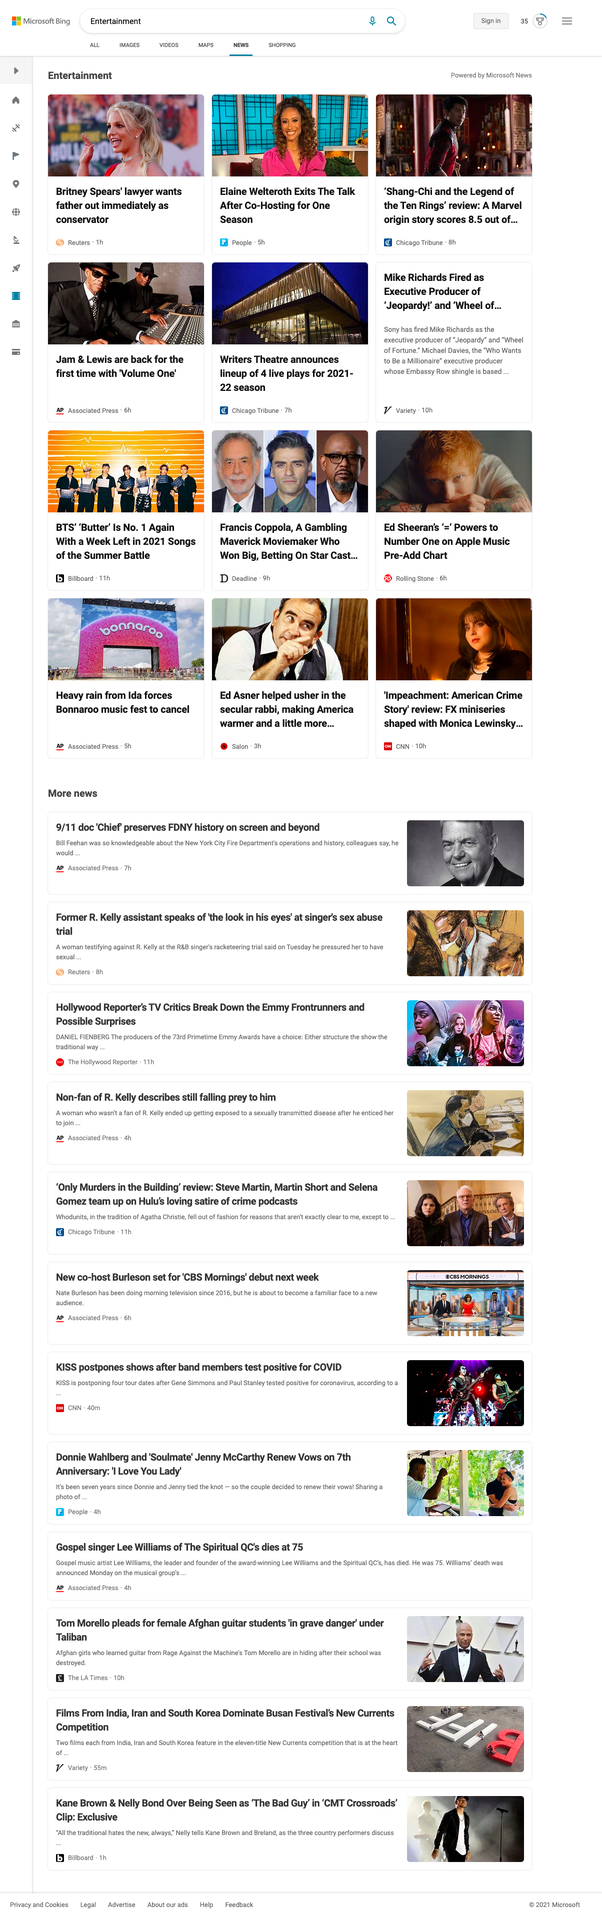 Microsoft Bing
Entertainment
Sign in
35
ALL
IMAGES
VIDEOS
MAPS
NEWS
SHOPPING
Entertainment
Powered by Microsoft News
Britney Spears' lawyer wants
father out immediately as
conservator
Reuters · 1h
Elaine Welteroth Exits The Talk
After Co-Hosting for One
Season
People · 5h
'Shang-Chi and the Legend of
the Ten Rings' review: A Marvel
origin story scores 8.5 out of...
Chicago Tribune · 8h
Jam & Lewis are back for the
first time with 'Volume One'
AP Associated Press · 6h
Writers Theatre announces
lineup of 4 live plays for 2021-
22 season
Chicago Tribune · 7h
Mike Richards Fired as
Executive Producer of
'Jeopardy!' and 'Wheel of...
Sony has fired Mike Richards as the
executive producer of "Jeopardy" and "Wheel
of Fortune." Michael Davies, the "Who Wants
to Be a Millionaire" executive producer
whose Embassy Row shingle is based ...
Variety · 10h
BTS' 'Butter' Is No. 1 Again
With a Week Left in 2021 Songs
of the Summer Battle
Billboard · 11h
Francis Coppola, A Gambling
Maverick Moviemaker Who
Won Big, Betting On Star Cast...
Deadline · 9h
Ed Sheeran's '=' Powers to
Number One on Apple Music
Pre-Add Chart
Rolling Stone · 6h
bonnaroo
Heavy rain from Ida forces
Bonnaroo music fest to cancel
AP Associated Press · 5h
Ed Asner helped usher in the
secular rabbi, making America
warmer and a little more...
Salon · 3h
'Impeachment: American Crime
Story' review: FX miniseries
shaped with Monica Lewinsky...
CNN · 10h
More news
9/11 doc 'Chief' preserves FDNY history on screen and beyond
Bill Feehan was so knowledgeable about the New York City Fire Department's operations and history, colleagues say, he
would ...
AP Associated Press · 7h
Former R. Kelly assistant speaks of 'the look in his eyes' at singer's sex abuse
trial
A woman testifying against R. Kelly at the R&B singer's racketeering trial said on Tuesday he pressured her to have
sexual ...
Reuters · 8h
Hollywood Reporter's TV Critics Break Down the Emmy Frontrunners and
Possible Surprises
DANIEL FIENBERG The producers of the 73rd Primetime Emmy Awards have a choice: Either structure the show the
traditional way ...
The Hollywood Reporter · 11h
Non-fan of R. Kelly describes still falling prey to him
A woman who wasn't a fan of R. Kelly ended up getting exposed to a sexually transmitted disease after he enticed her
to join ...
AP Associated Press · 4h
'Only Murders in the Building' review: Steve Martin, Martin Short and Selena
Gomez team up on Hulu's loving satire of crime podcasts
Whodunits, in the tradition of Agatha Christie, fell out of fashion for reasons that aren't exactly clear to me, except to ...
Chicago Tribune · 11h
New co-host Burleson set for 'CBS Mornings' debut next week
Nate Burleson has been doing morning television since 2016, but he is about to become a familiar face to a new
audience.
AP Associated Press · 6h
CBS MORNINGS
KISS postpones shows after band members test positive for COVID
KISS is postponing four tour dates after Gene Simmons and Paul Stanley tested positive for coronavirus, according to a
...
CNN · 40m
Donnie Wahlberg and 'Soulmate' Jenny McCarthy Renew Vows on 7th
Anniversary: 'I Love You Lady'
It's been seven years since Donnie and Jenny tied the knot — so the couple decided to renew their vows! Sharing a
photo of ...
People · 4h
Gospel singer Lee Williams of The Spiritual QC's dies at 75
Gospel music artist Lee Williams, the leader and founder of the award-winning Lee Williams and the Spiritual QC's, has died. He was 75. Williams' death was
announced Monday on the musical group's ...
AP Associated Press · 4h
Tom Morello pleads for female Afghan guitar students 'in grave danger' under
Taliban
Afghan girls who learned guitar from Rage Against the Machine's Tom Morello are in hiding after their school was
destroyed.
The LA Times · 10h
Films From India, Iran and South Korea Dominate Busan Festival's New Currents
Competition
Two films each from India, Iran and South Korea feature in the eleven-title New Currents competition that is at the heart
of ...
Variety · 55m
BIFF
Kane Brown & Nelly Bond Over Being Seen as 'The Bad Guy' in 'CMT Crossroads'
Clip: Exclusive
"All the traditional hates the new, always," Nelly tells Kane Brown and Breland, as the three country performers discuss
...
Billboard · 1h
Privacy and Cookies
Legal
Advertise
About our ads
Help
Feedback
© 2021 Microsoft